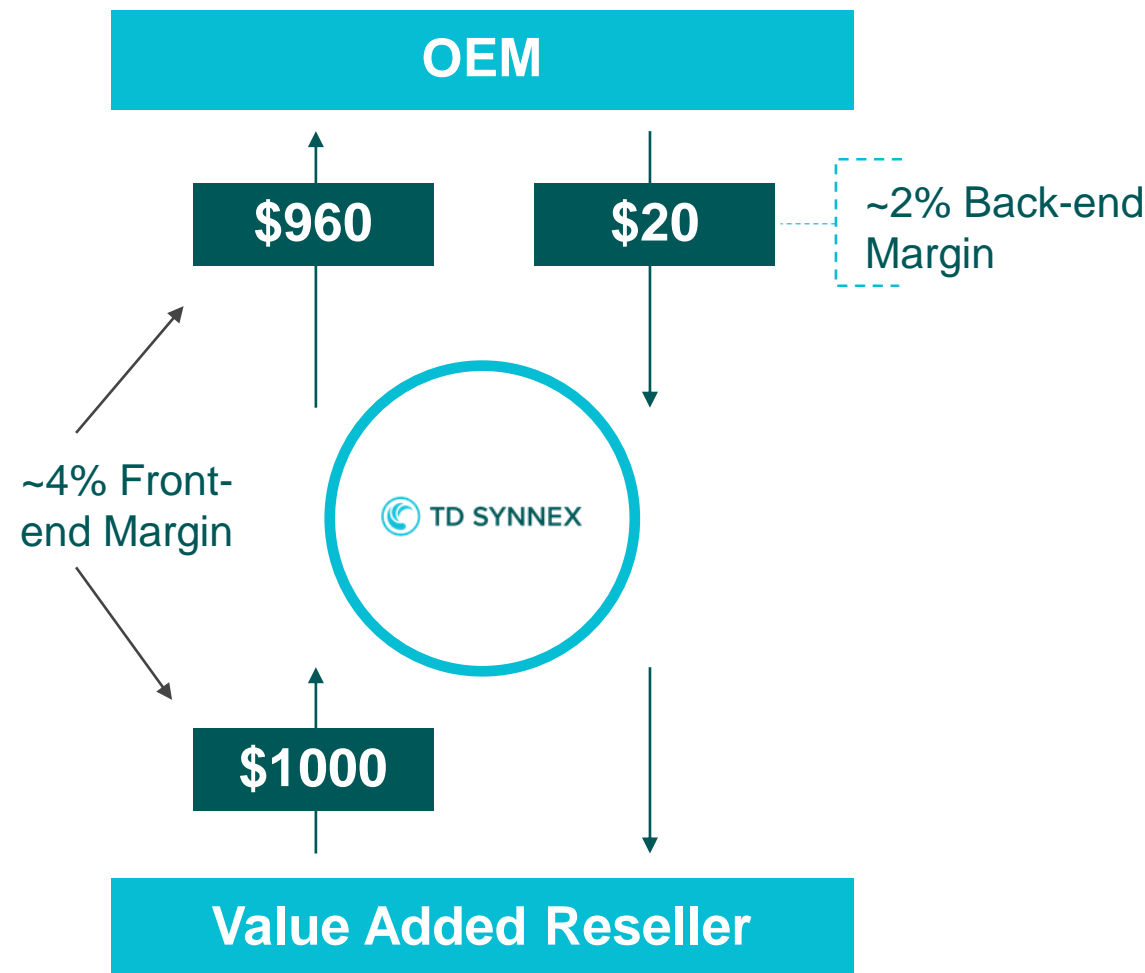 OEM
$960
$20
~2% Back-end
Margin
~4% Front-
end Margin
TD SYNNEX
$1000
Value Added Reseller